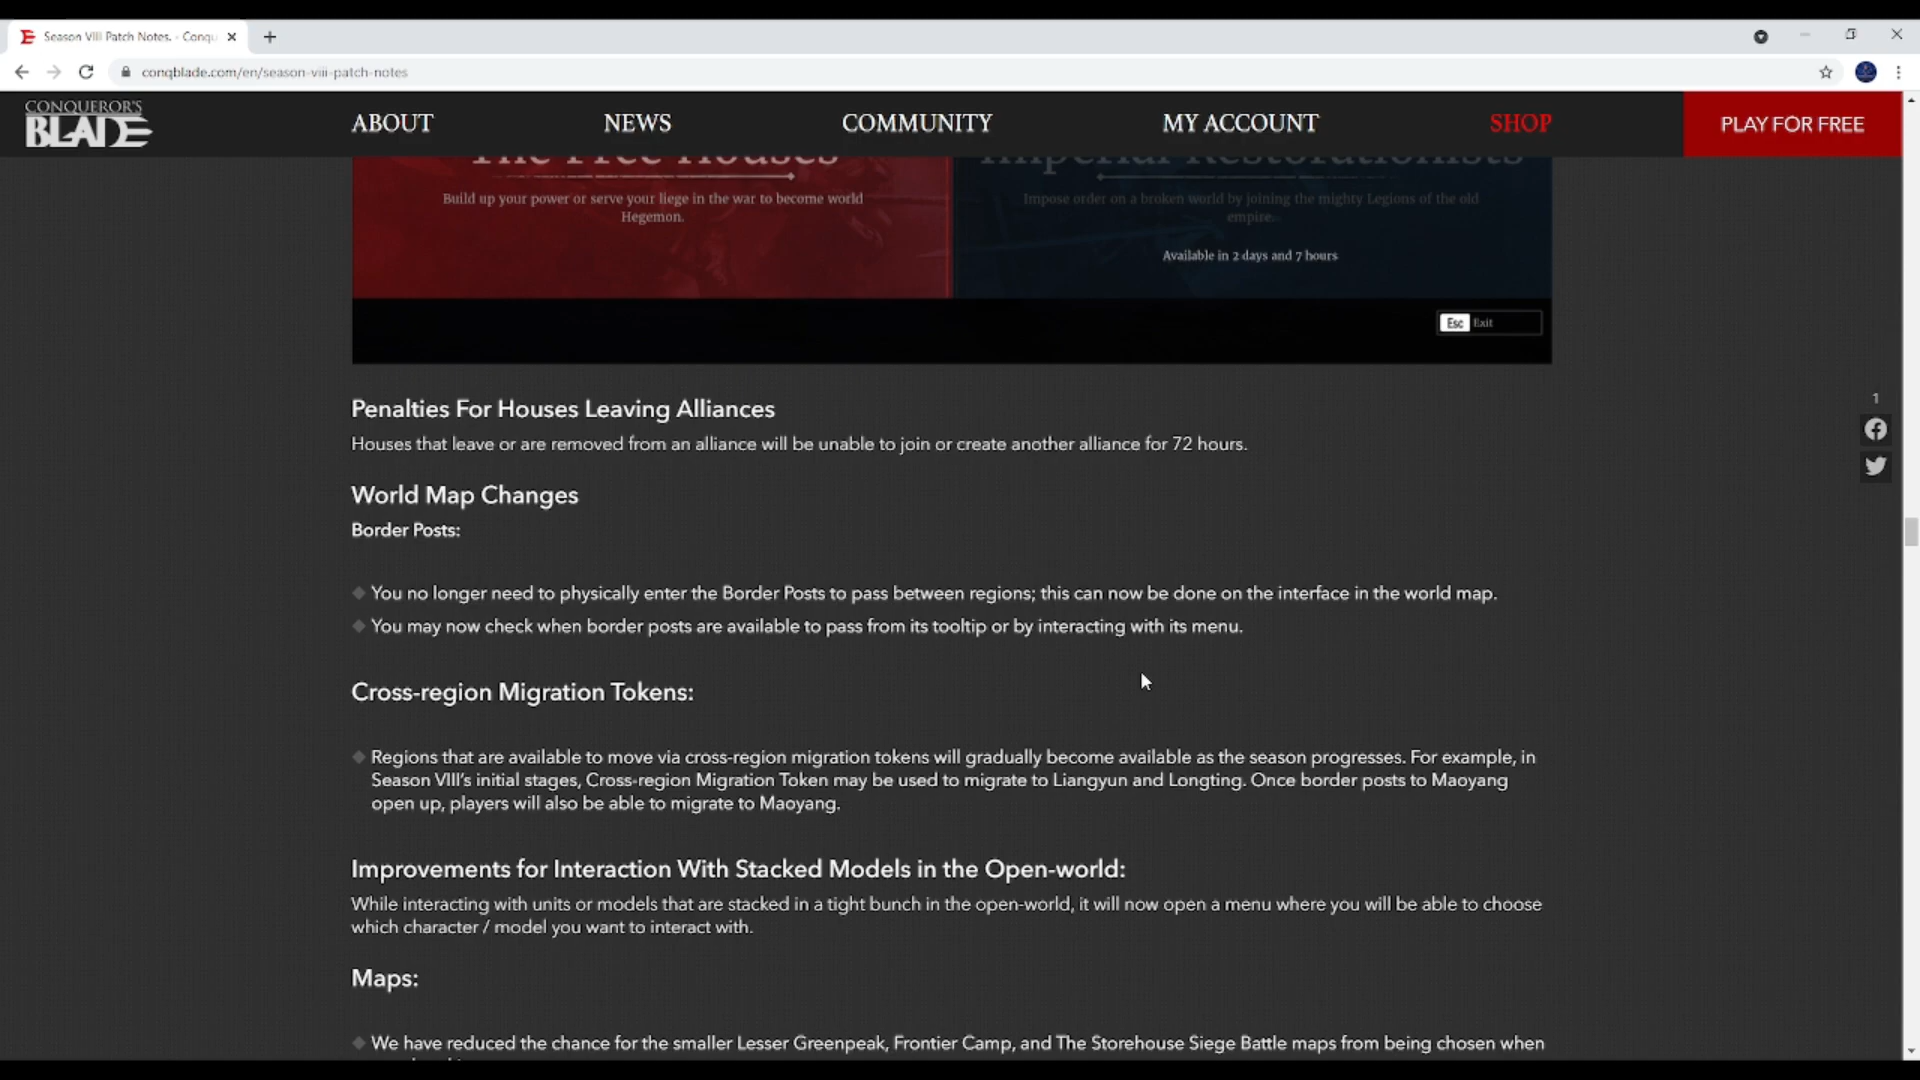 Season VIII Patch Notes. - Conqu
conqblade.com/en/season-viii-patch-notes
CONQUEROR'S
BLADE
ABOUT
NEWS
COMMUNITY
MY ACCOUNT
SHOP
PLAY FOR FREE
The Free Houses
Imperial Restorationists
Build up your power or serve your liege in the war to become world
Hegemon.
Impose order on a broken world by joining the mighty Legions of the old
empire.
Available in 2 days and 7 hours
Esc Exit
Penalties For Houses Leaving Alliances
Houses that leave or are removed from an alliance will be unable to join or create another alliance for 72 hours.
1
World Map Changes
Border Posts:
You no longer need to physically enter the Border Posts to pass between regions; this can now be done on the interface in the world map.
You may now check when border posts are available to pass from its tooltip or by interacting with its menu.
Cross-region Migration Tokens:
Regions that are available to move via cross-region migration tokens will gradually become available as the season progresses. For example, in
Season VIII's initial stages, Cross-region Migration Token may be used to migrate to Liangyun and Longting. Once border posts to Maoyang
open up, players will also be able to migrate to Maoyang.
Improvements for Interaction With Stacked Models in the Open-world:
While interacting with units or models that are stacked in a tight bunch in the open-world, it will now open a menu where you will be able to choose
which character / model you want to interact with.
Maps:
We have reduced the chance for the smaller Lesser Greenpeak, Frontier Camp, and The Storehouse Siege Battle maps from being chosen when